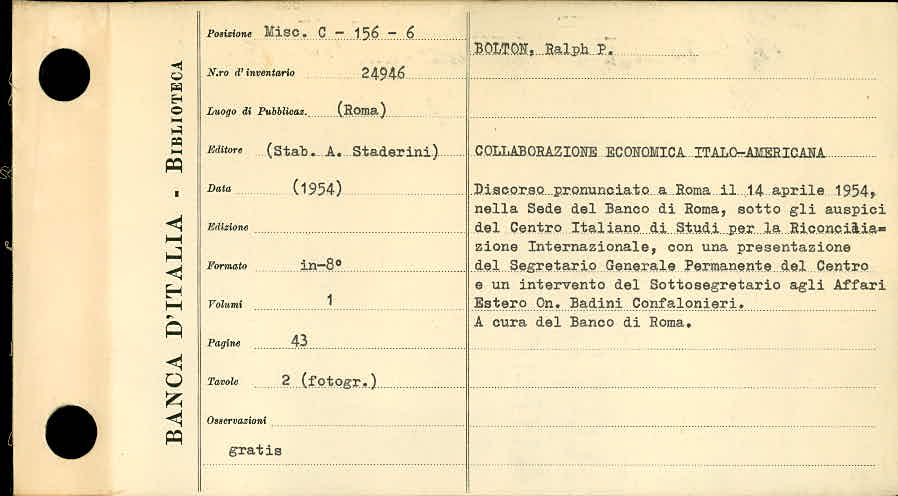 BANCA D'ITALIA - BIBLIOTECA
Posizione Misc. C - 156 - 6
N.ro d'inventario 24946
Luogo di Pubblicaz. (Roma)
Editore (Stab. A. Staderini)
Data (1954)
Edizione
Formato in-8°
Volumi 1
Pagine 43
Tavole 2 (fotogr.)
Osservazioni
gratis
BOLTON, Ralph P.
COLLABORAZIONE ECONOMICA ITALO-AMERICANA
Discorso pronunciato a Roma il 14 aprile 1954,
nella Sede del Banco di Roma, sotto gli auspici
del Centro Italiano di Studi per la Riconcilia=
zione Internazionale, con una presentazione
del Segretario Generale Permanente del Centro
e un intervento del Sottosegretario agli Affari
Estero On. Badini Confalonieri.
A cura del Banco di Roma.